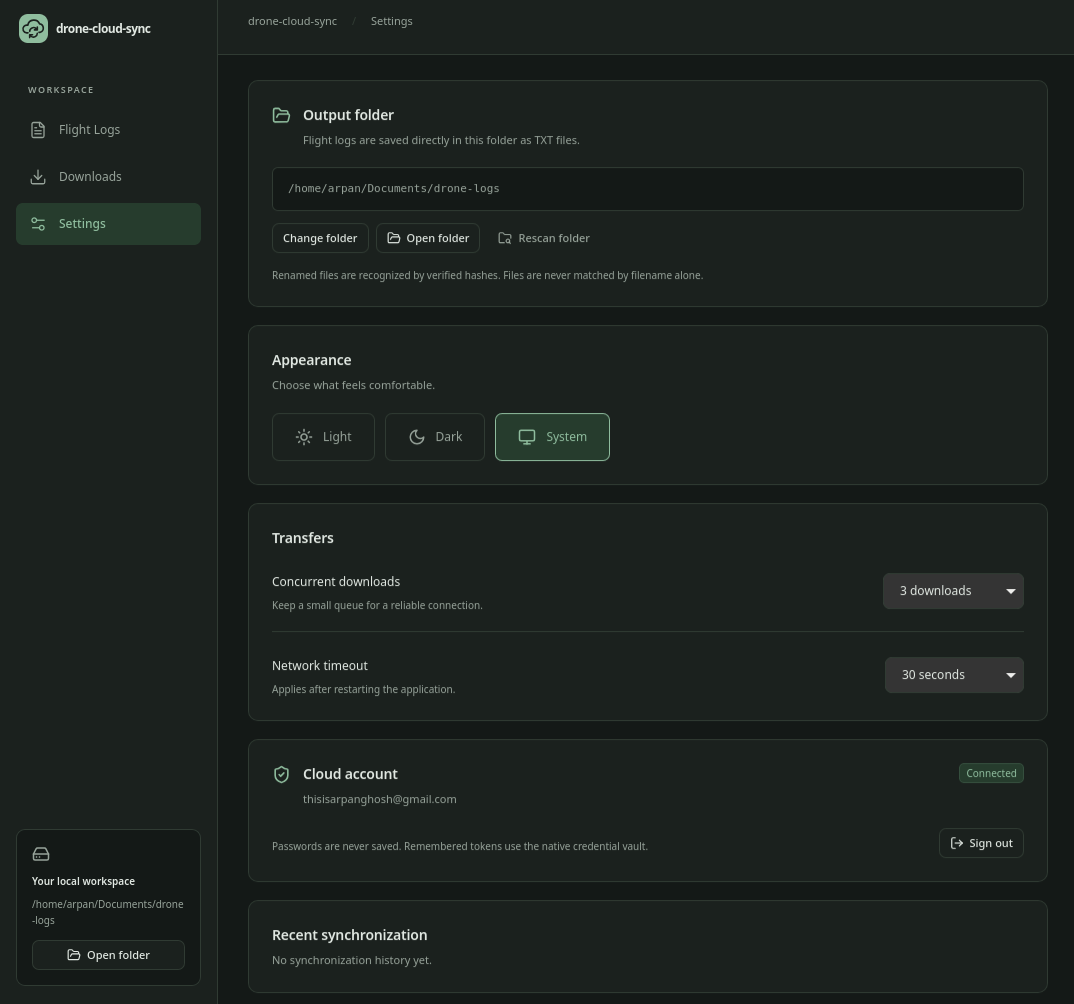 drone-cloud-sync
drone-cloud-sync / Settings
WORKSPACE
Flight Logs
Downloads
Settings
Output folder
Flight logs are saved directly in this folder as TXT files.
/home/arpan/Documents/drone-logs
Change folder Open folder Rescan folder
Renamed files are recognized by verified hashes. Files are never matched by filename alone.
Appearance
Choose what feels comfortable.
Light Dark System
Transfers
Concurrent downloads
Keep a small queue for a reliable connection.
3 downloads
Network timeout
Applies after restarting the application.
30 seconds
Cloud account
thisisarpanghosh@gmail.com
Connected
Passwords are never saved. Remembered tokens use the native credential vault.
Sign out
Recent synchronization
No synchronization history yet.
Your local workspace
/home/arpan/Documents/drone
-logs
Open folder